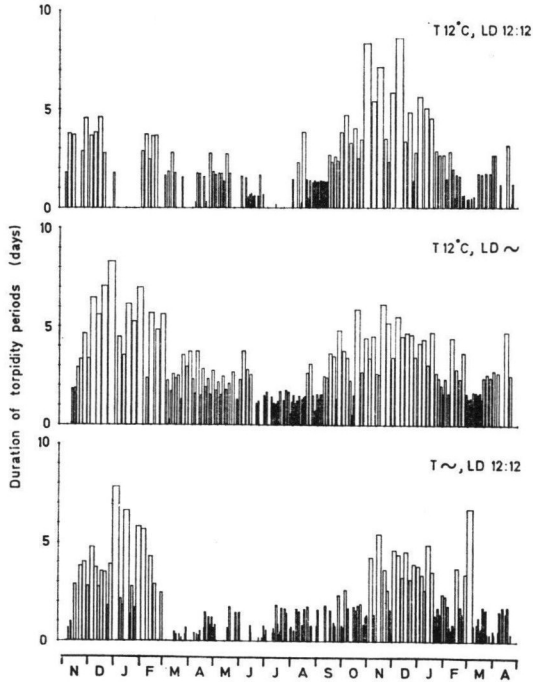 10
T 12°C, LD 12:12
5
0
10
T 12°C, LD ~
5
0
10
T ~, LD 12:12
5
0
Duration of torpidity periods (days)
N D J F M A M J J A S O N D J F M A